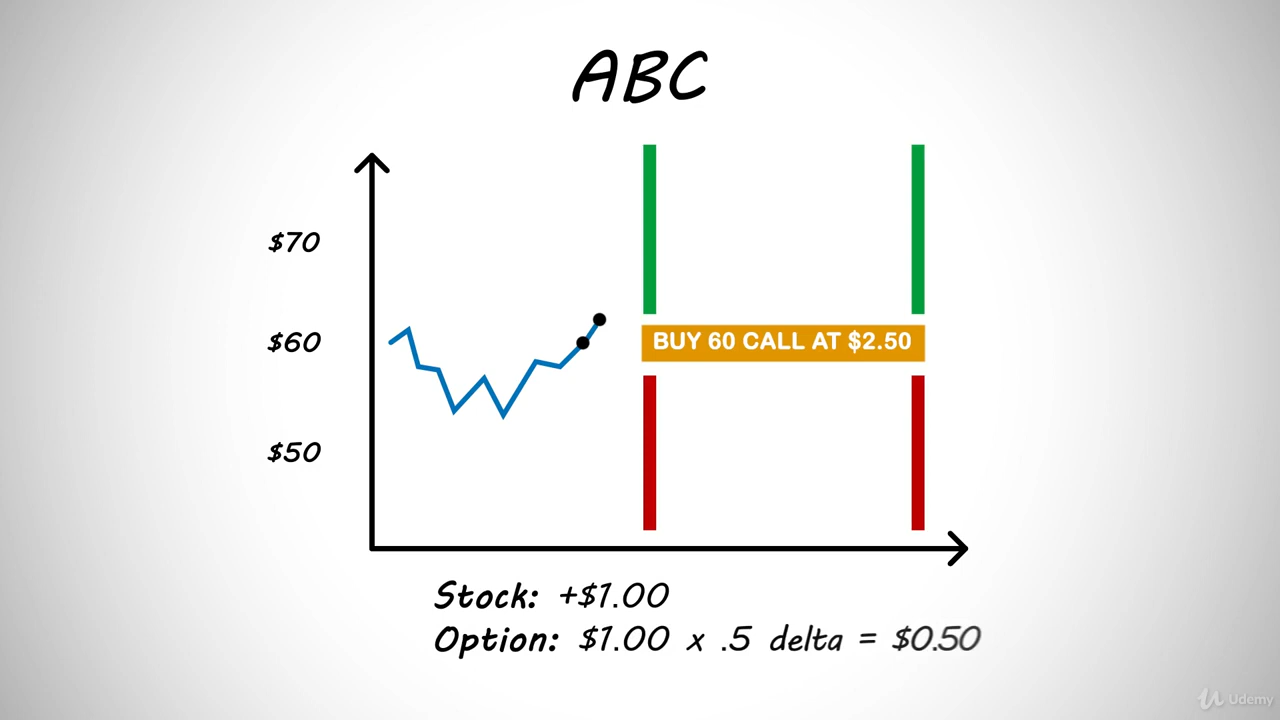 ABC
$70
$60
$50
BUY 60 CALL AT $2.50
Stock: +$1.00
Option: $1.00 x .5 delta = $0.50
Udemy